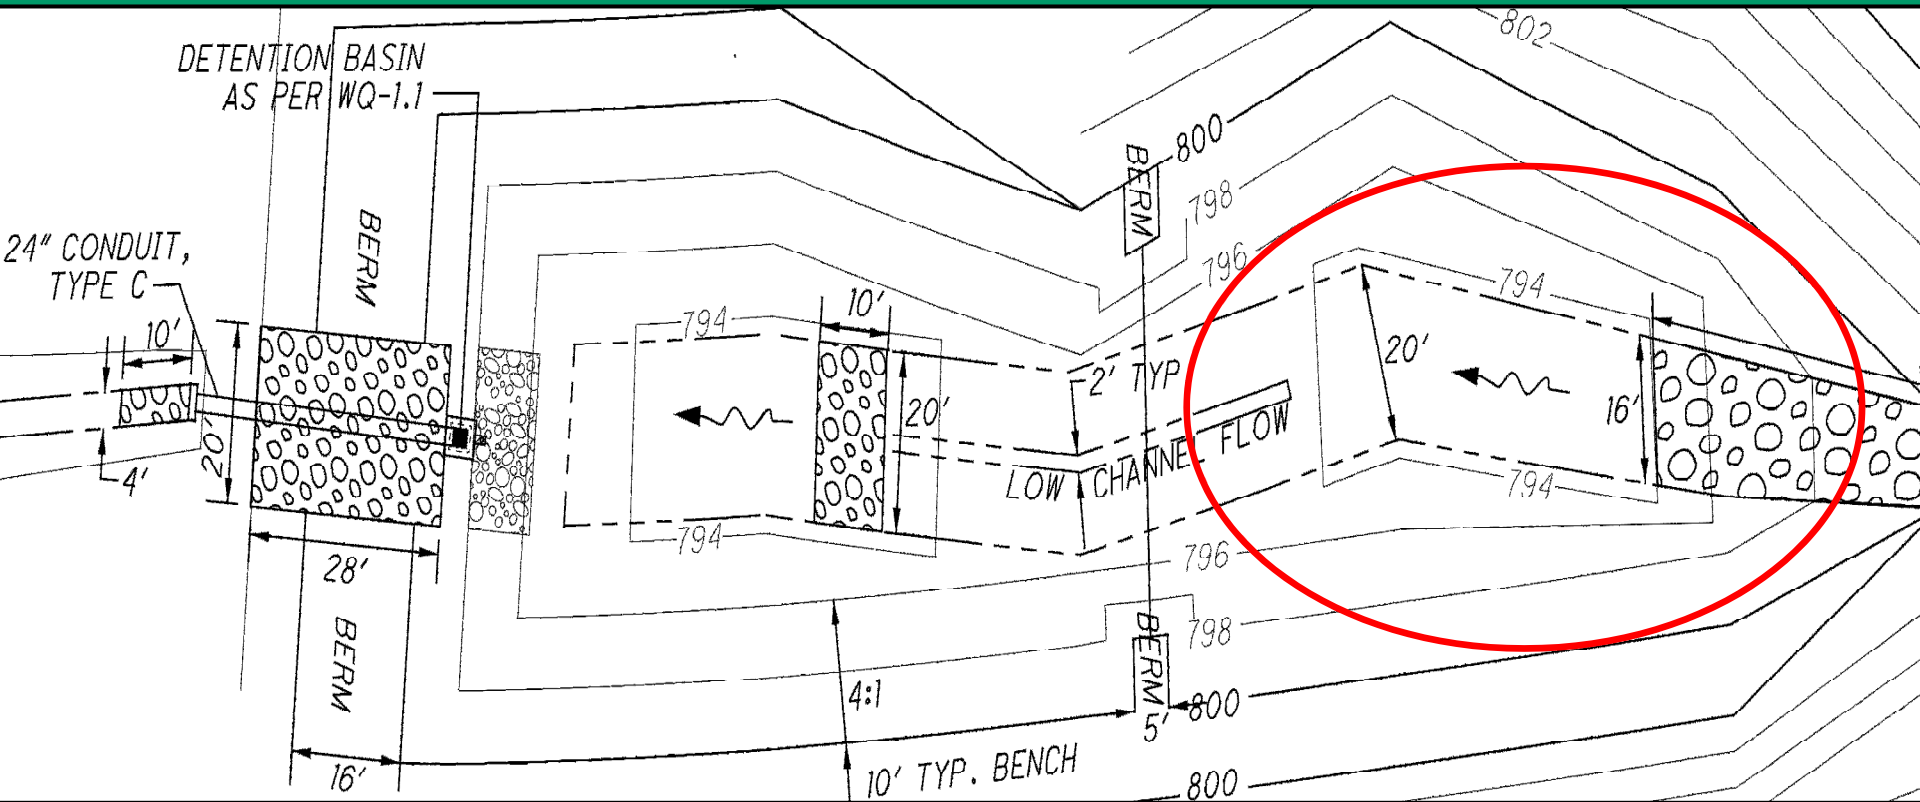 802
DETENTION BASIN
AS PER WQ-1.1
800
BERM
798
BERM
24" CONDUIT,
TYPE C
796
794
10'
794
10'
20'
2' TYP
20'
16'
20'
4'
LOW CHANNEL FLOW
794
794
28'
796
BERM
BERM
798
4:1
5'
800
16'
10' TYP. BENCH
800